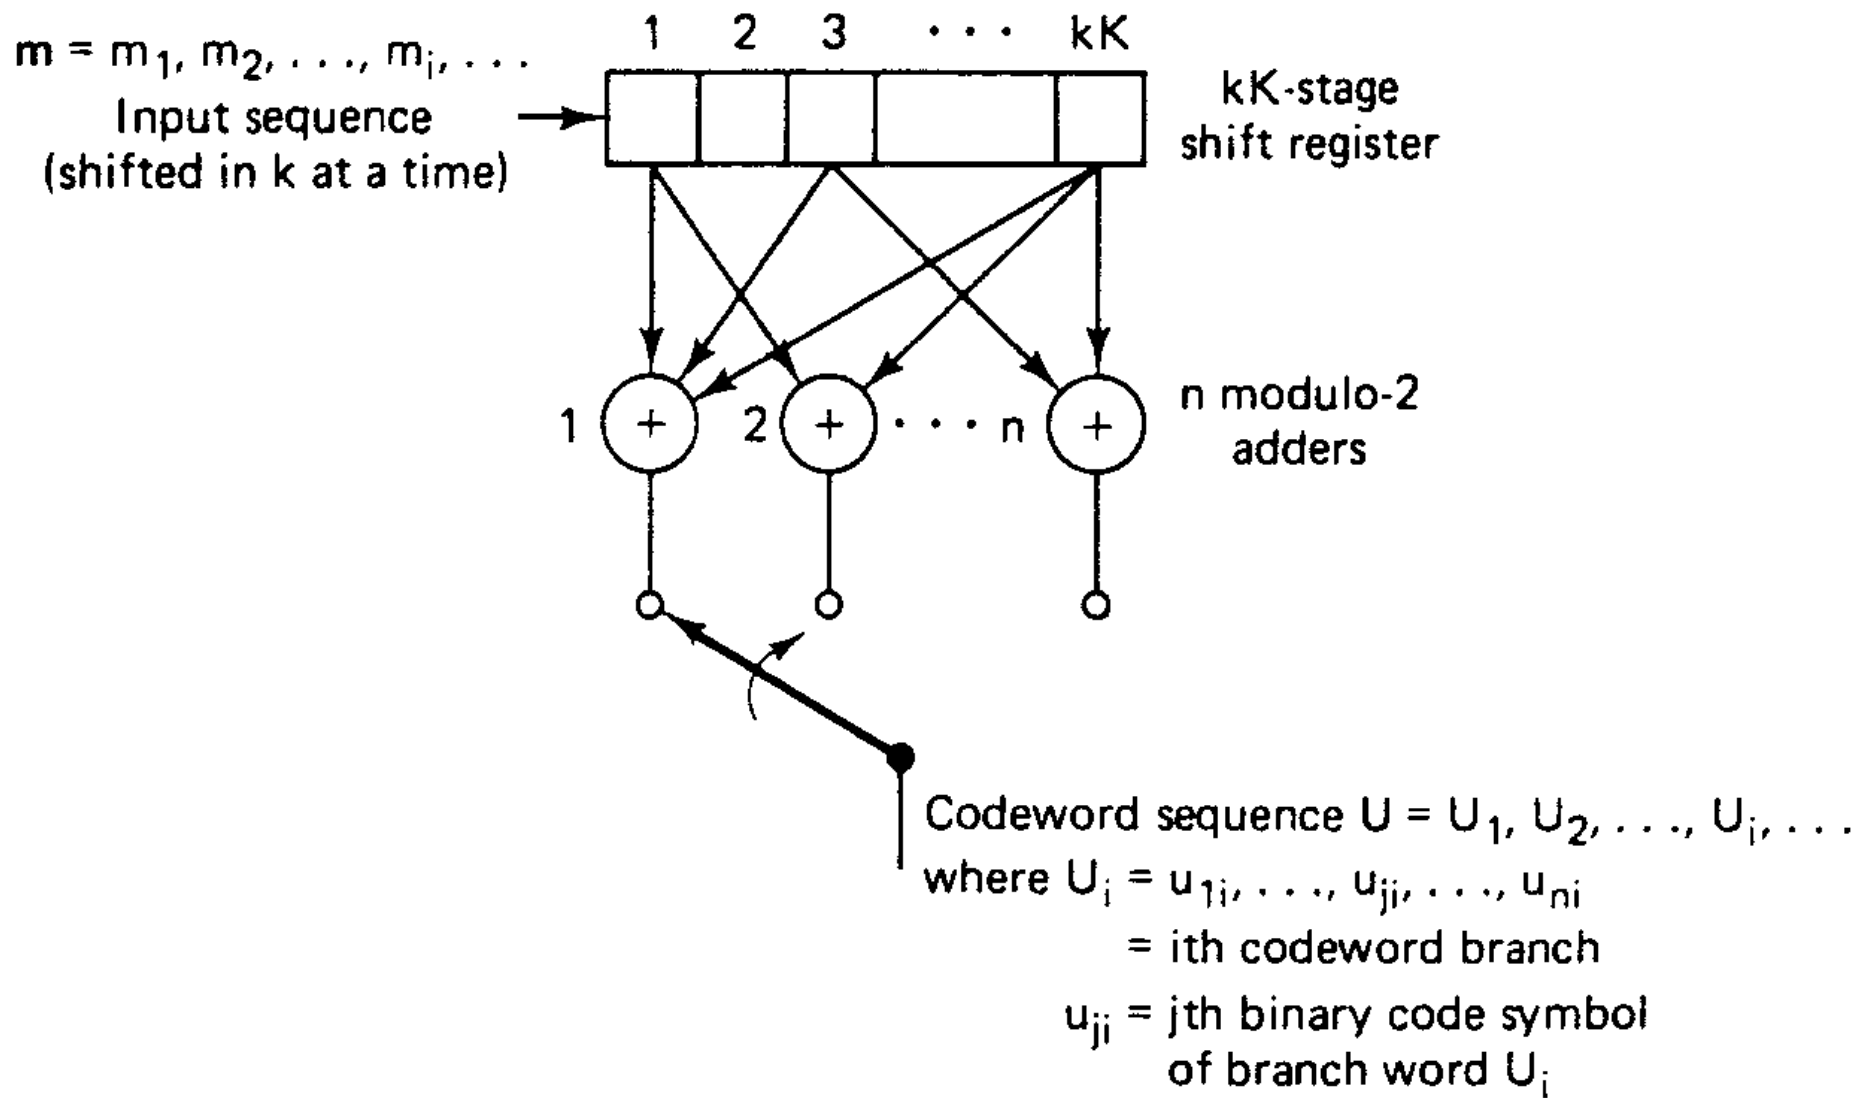 1 2 3 · · · kK
m = m1, m2, . . ., mi, . . .
Input sequence
(shifted in k at a time)
kK-stage
shift register
1 + 2 + · · · n +
n modulo-2
adders
Codeword sequence U = U1, U2, . . ., Ui, . . .
where Ui = u1i, . . ., uji, . . ., uni
= ith codeword branch
uji = jth binary code symbol
of branch word Ui